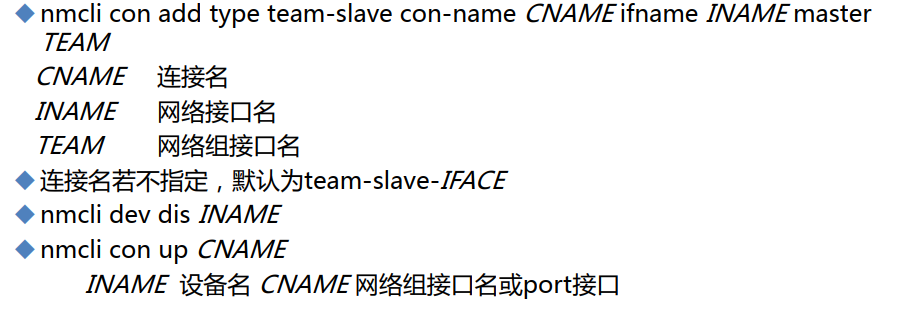 ◆nmcli con add type team-slave con-name CNAME ifname INAME master
TEAM
CNAME 连接名
INAME 网络接口名
TEAM 网络组接口名
◆连接名若不指定，默认为team-slave-IFACE
◆nmcli dev dis INAME
◆nmcli con up CNAME
INAME 设备名 CNAME 网络组接口名或port接口